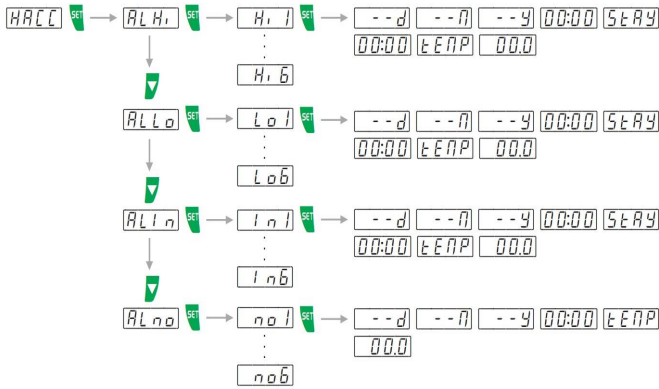 HACC SET ALHi SET Hi1 SET --d --M --y 00:00 StAy
00:00 tEMP 00.0
Hi6
ALLo SET Lo1 SET --d --M --y 00:00 StAy
00:00 tEMP 00.0
Lo6
ALIn SET In1 SET --d --M --y 00:00 StAy
00:00 tEMP 00.0
In6
ALno SET no1 SET --d --M --y 00:00 tEMP
00.0
no6